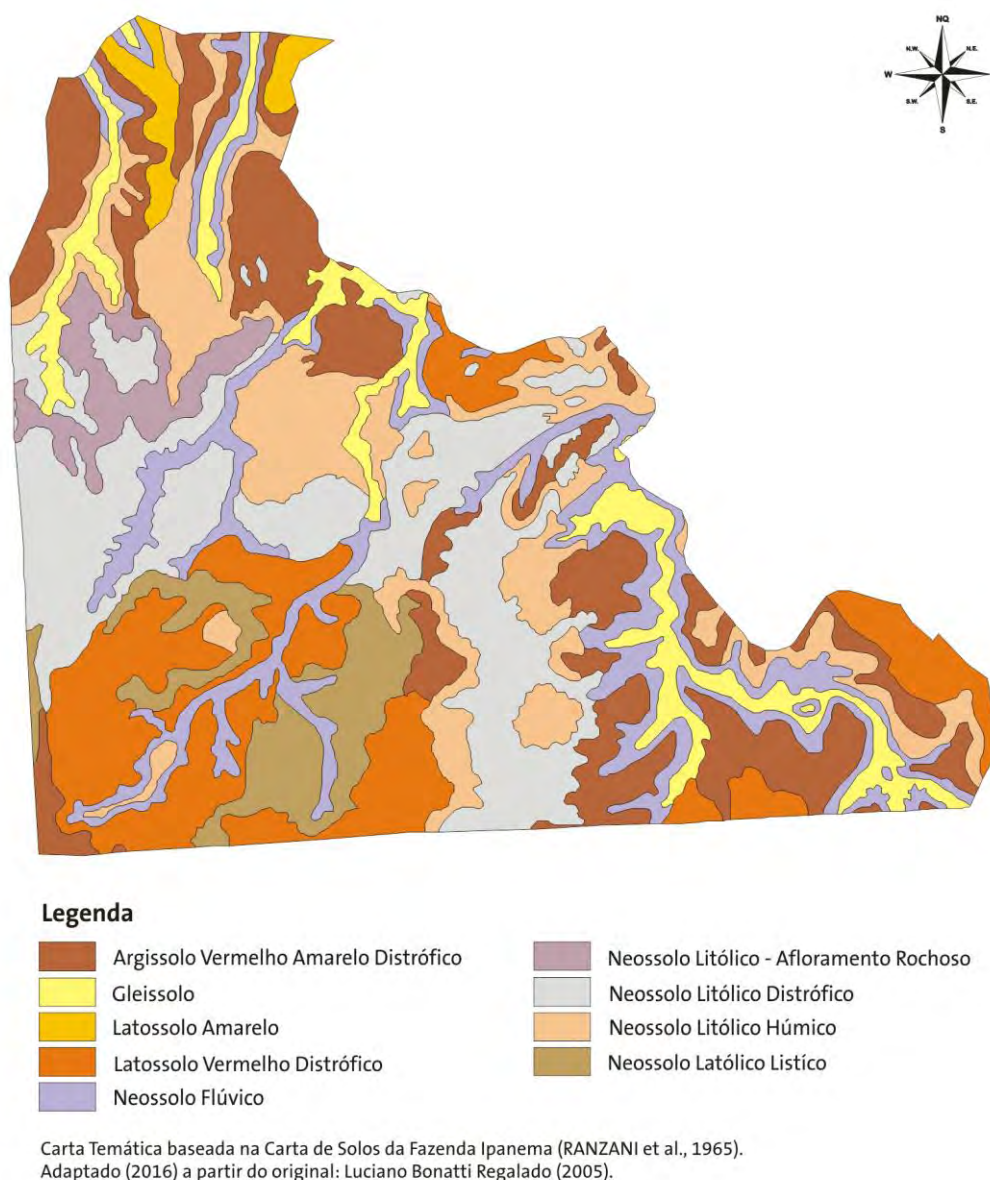 NQ
N.W.
N.E.
W
S.W.
S.E.
S
Legenda
Argissolo Vermelho Amarelo Distrófico
Gleissolo
Latossolo Amarelo
Latossolo Vermelho Distrófico
Neossolo Flúvico
Neossolo Litólico - Afloramento Rochoso
Neossolo Litólico Distrófico
Neossolo Litólico Húmico
Neossolo Latólico Listíco
Carta Temática baseada na Carta de Solos da Fazenda Ipanema (RANZANI et al., 1965).
Adaptado (2016) a partir do original: Luciano Bonatti Regalado (2005).